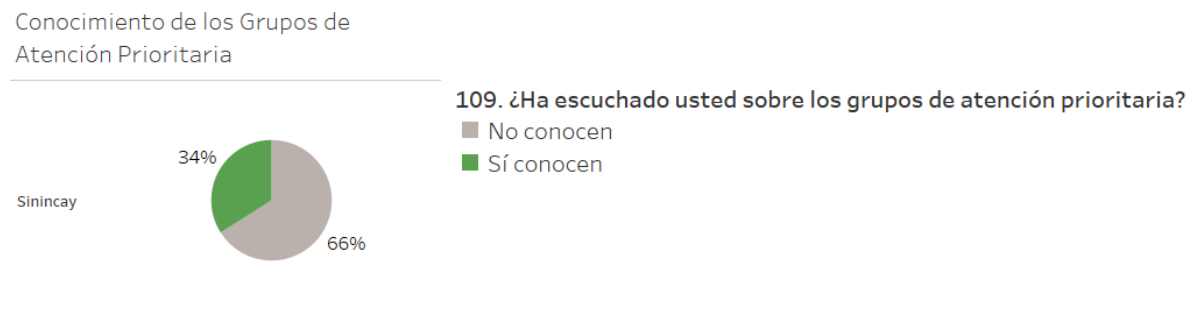 Conocimiento de los Grupos de
Atención Prioritaria
109. ¿Ha escuchado usted sobre los grupos de atención prioritaria?
No conocen
Sí conocen
34%
Sinincay
66%